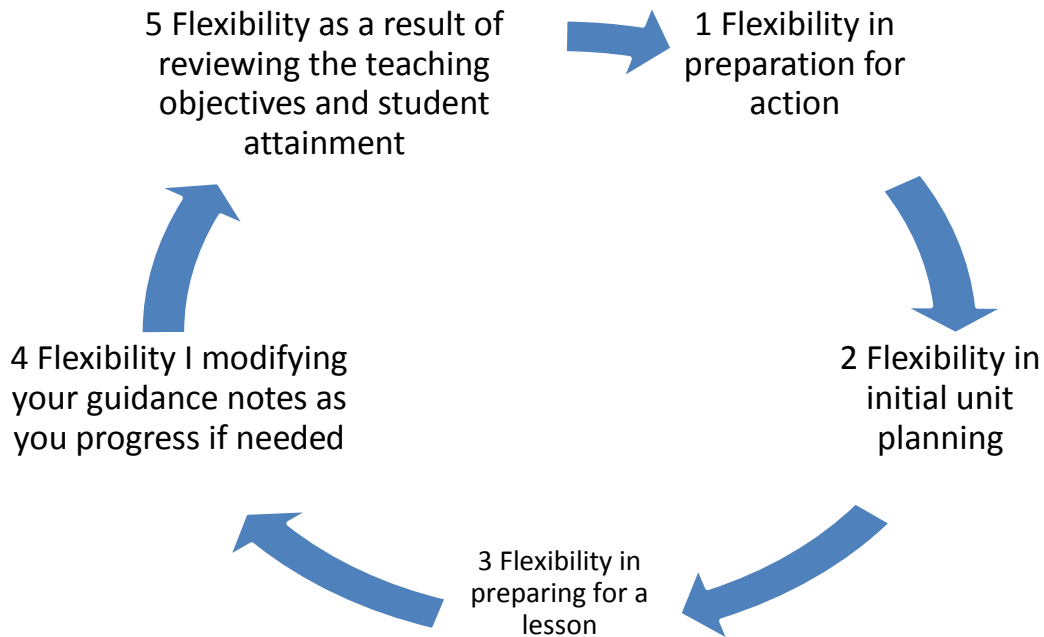 5 Flexibility as a result of
reviewing the teaching
objectives and student
attainment
1 Flexibility in
preparation for
action
2 Flexibility in
initial unit
planning
3 Flexibility in
preparing for a
lesson
4 Flexibility I modifying
your guidance notes as
you progress if needed